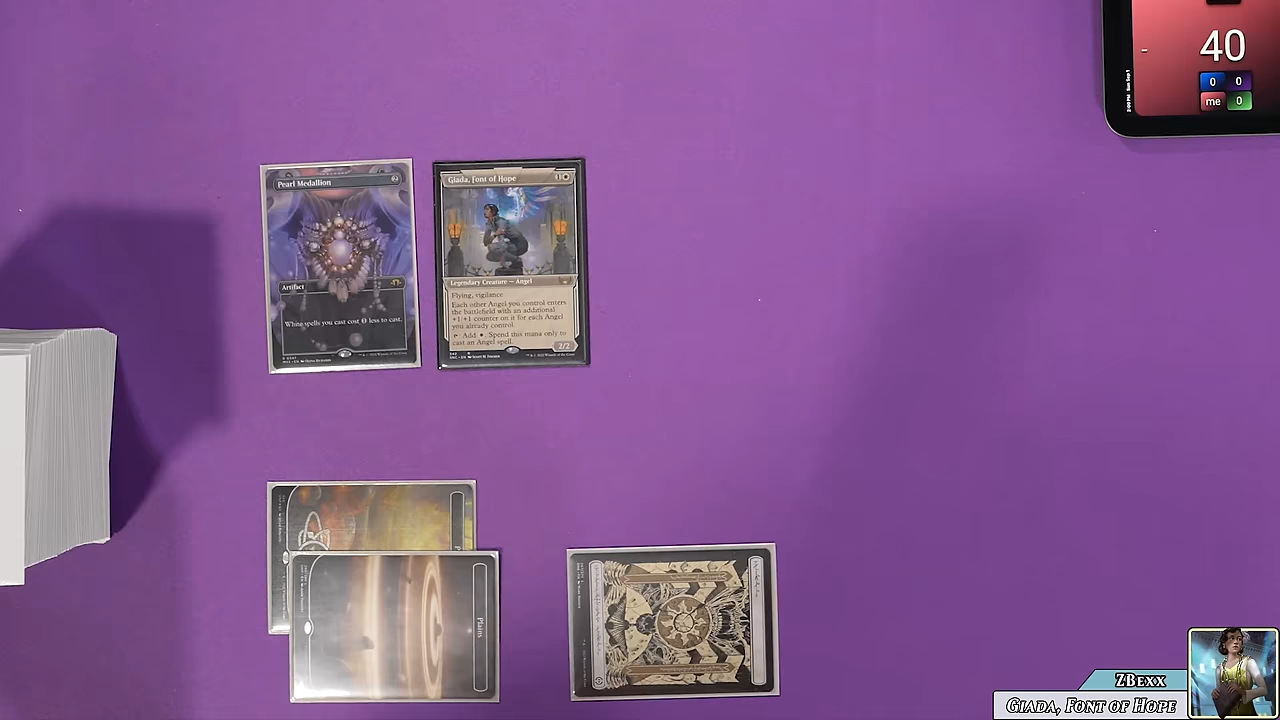 40
0 0
me 0
Pearl Medallion 2
Artifact
White spells you cast cost 1 less to cast.
Giada, Font of Hope 1
Legendary Creature — Angel
Flying, vigilance
Each other Angel you control enters
the battlefield with an additional
+1/+1 counter on it for each Angel
you already control.
Add . Spend this mana only to
cast an Angel spell.
2/2
Plains
ZBexx
Giada, Font of Hope